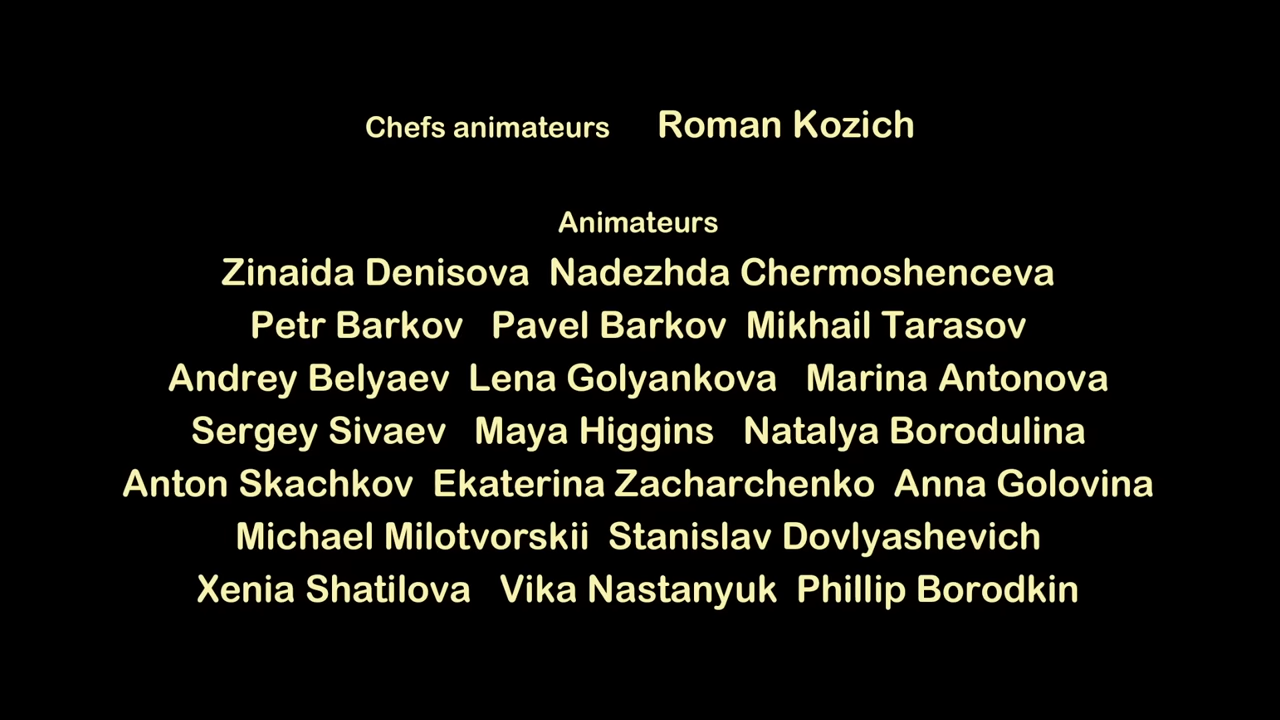 Chefs animateurs Roman Kozich
Animateurs
Zinaida Denisova Nadezhda Chermoshenceva
Petr Barkov Pavel Barkov Mikhail Tarasov
Andrey Belyaev Lena Golyankova Marina Antonova
Sergey Sivaev Maya Higgins Natalya Borodulina
Anton Skachkov Ekaterina Zacharchenko Anna Golovina
Michael Milotvorskii Stanislav Dovlyashevich
Xenia Shatilova Vika Nastanyuk Phillip Borodkin